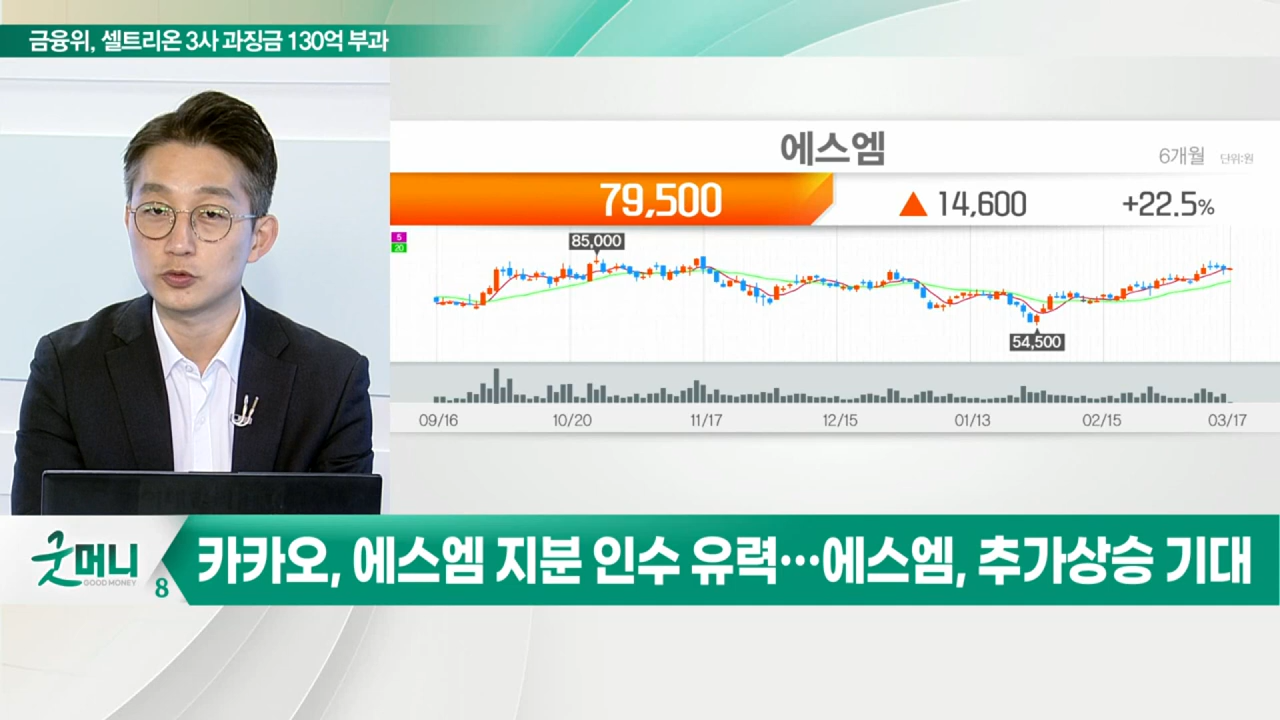 금융위, 셀트리온 3사 과징금 130억 부과
에스엠
6개월 단위:원
79,500 ▲ 14,600 +22.5%
5
20
85,000
54,500
09/16 10/20 11/17 12/15 01/13 02/15 03/17
굿머니
GOOD MONEY
8
카카오, 에스엠 지분 인수 유력…에스엠, 추가상승 기대